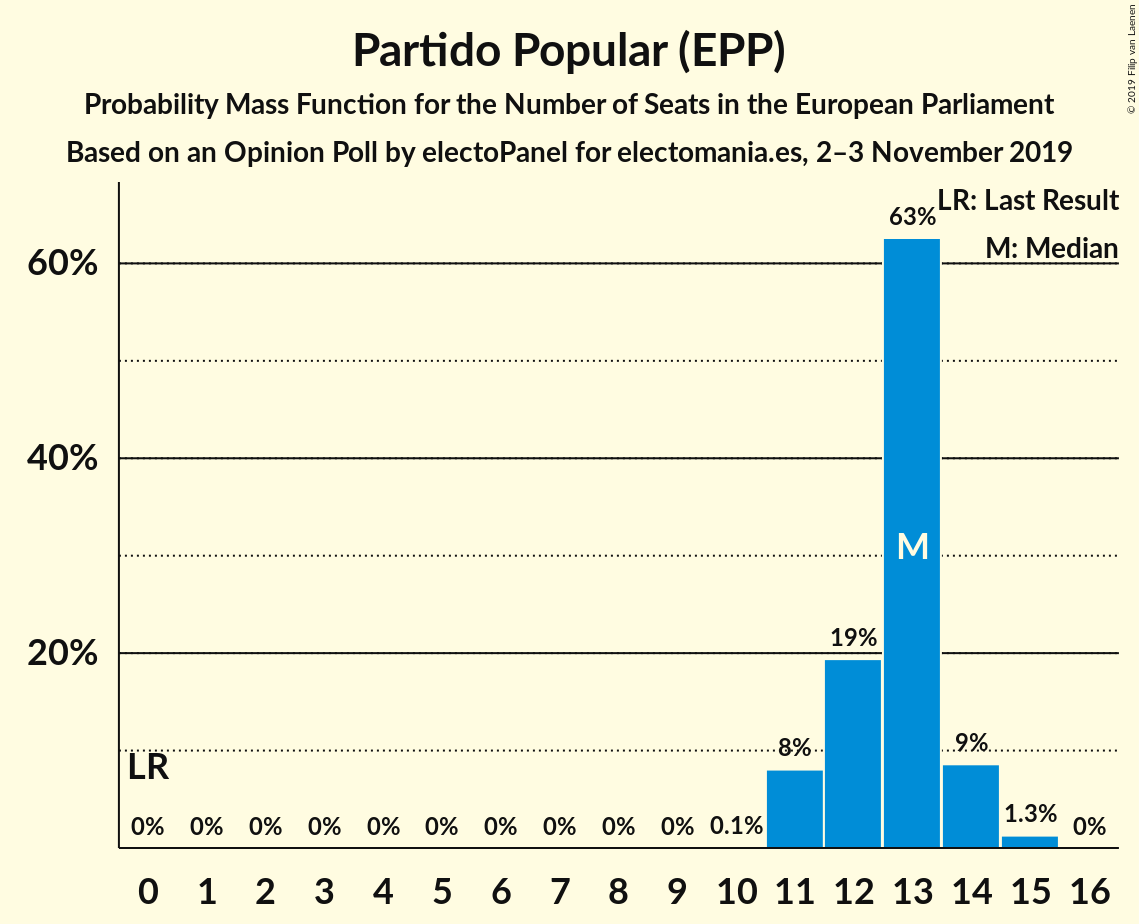 Partido Popular (EPP)
Probability Mass Function for the Number of Seats in the European Parliament
Based on an Opinion Poll by electoPanel for electomania.es, 2–3 November 2019
© 2019 Filip van Laenen
LR: Last Result
M: Median
60%
40%
20%
63%
M
19%
8%
9%
LR
0% 0% 0% 0% 0% 0% 0% 0% 0% 0% 0.1% 1.3% 0%
0 1 2 3 4 5 6 7 8 9 10 11 12 13 14 15 16